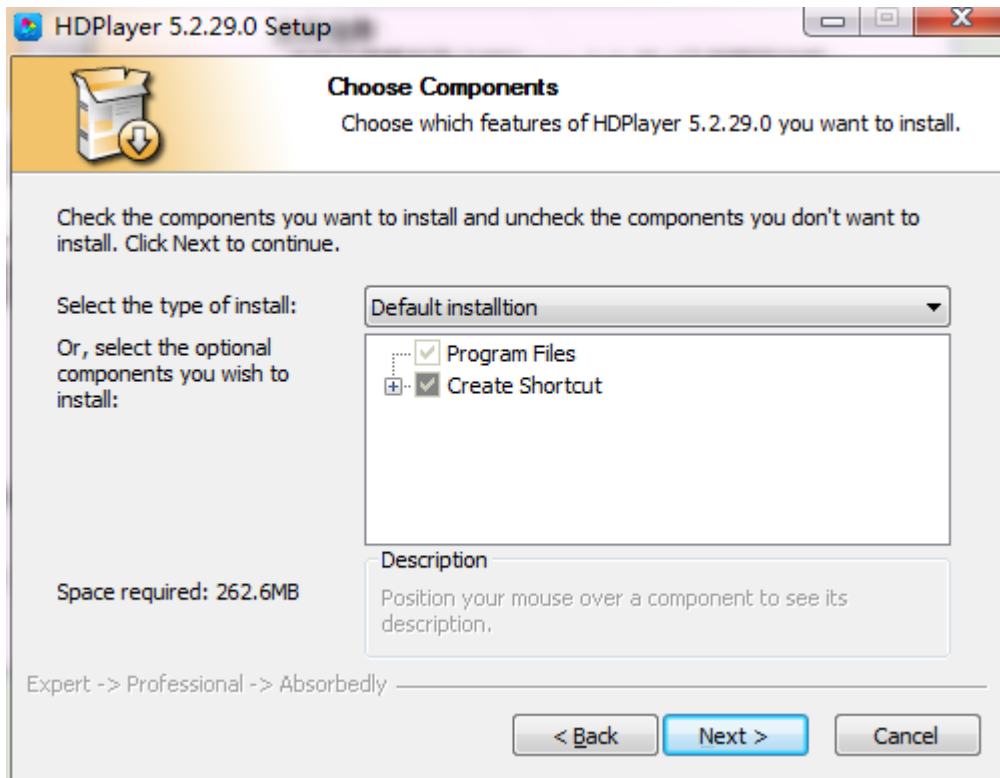 HDPlayer 5.2.29.0 Setup
Choose Components
Choose which features of HDPlayer 5.2.29.0 you want to install.
Check the components you want to install and uncheck the components you don't want to
install. Click Next to continue.
Select the type of install:
Default installtion
Or, select the optional
components you wish to
install:
Program Files
Create Shortcut
Space required: 262.6MB
Description
Position your mouse over a component to see its
description.
Expert -> Professional -> Absorbedly
< Back
Next >
Cancel